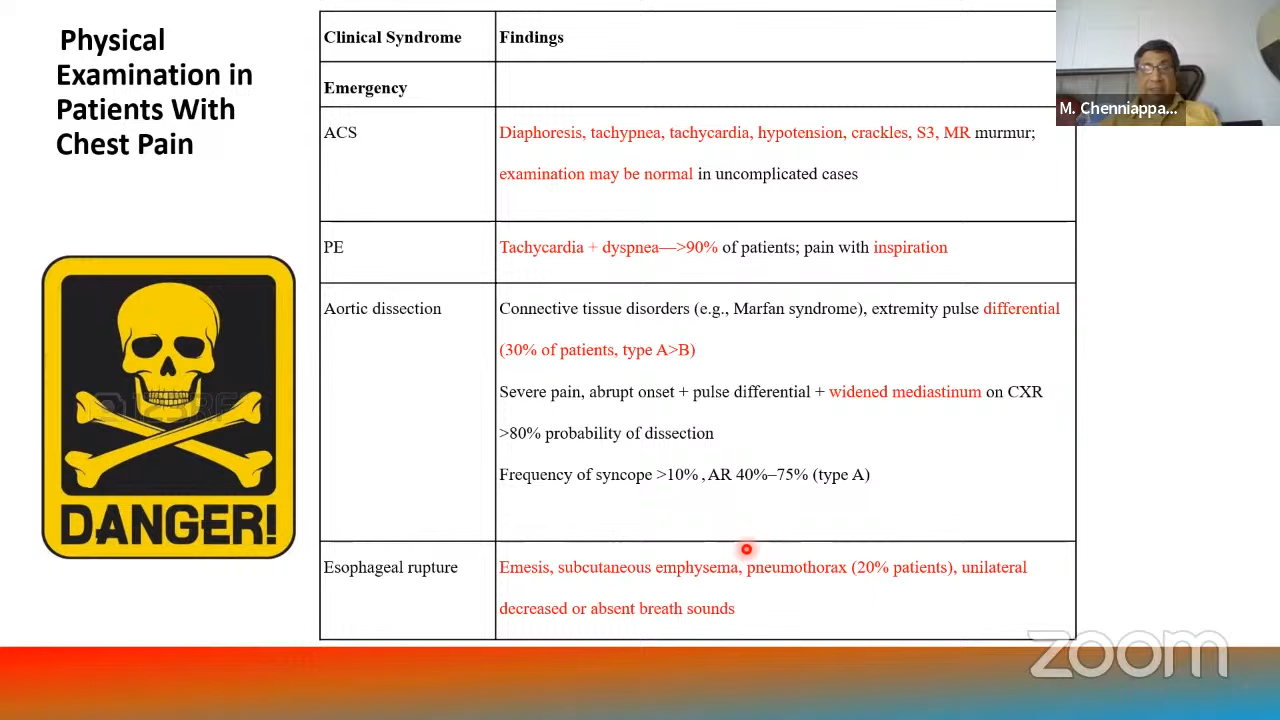 Physical
Examination in
Patients With
Chest Pain
Clinical Syndrome
Findings
Emergency
ACS
Diaphoresis, tachypnea, tachycardia, hypotension, crackles, S3, MR murmur;
examination may be normal in uncomplicated cases
PE
Tachycardia + dyspnea—>90% of patients; pain with inspiration
Aortic dissection
Connective tissue disorders (e.g., Marfan syndrome), extremity pulse differential
(30% of patients, type A>B)
Severe pain, abrupt onset + pulse differential + widened mediastinum on CXR
>80% probability of dissection
Frequency of syncope >10% , AR 40%–75% (type A)
Esophageal rupture
Emesis, subcutaneous emphysema, pneumothorax (20% patients), unilateral
decreased or absent breath sounds
DANGER!
M. Chenniappa...
zoom